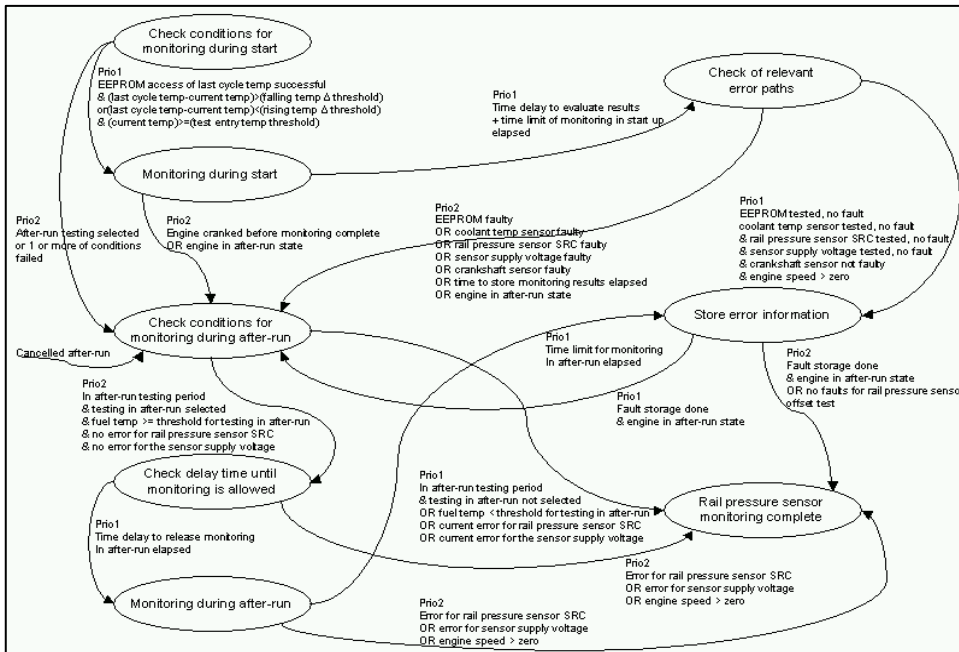 Check conditions for
monitoring during start
Prio1
EEPROM access of last cycle temp successful
& (last cycle temp-current temp)>(falling temp Δ threshold)
or(last cycle temp-current temp)<(rising temp Δ threshold)
& (current temp)>=(test entry temp threshold)
Check of relevant
error paths
Prio1
Time delay to evaluate results
+ time limit of monitoring in start up
elapsed
Monitoring during start
Prio2
After-run testing selected
or 1 or more of conditions
failed
Prio2
Engine cranked before monitoring complete
OR engine in after-run state
Prio2
EEPROM faulty
OR coolant temp sensor faulty
OR rail pressure sensor SRC faulty
OR sensor supply voltage faulty
OR crankshaft sensor faulty
OR time to store monitoring results elapsed
OR engine in after-run state
Prio1
EEPROM tested, no fault
coolant temp sensor tested, no fault
& rail pressure sensor SRC tested, no fault
& sensor supply voltage tested, no fault
& crankshaft sensor not faulty
& engine speed > zero
Check conditions for
monitoring during after-run
Store error information
Cancelled after-run
Prio1
Time limit for monitoring
In after-run elapsed
Prio2
Fault storage done
& engine in after-run state
OR no faults for rail pressure sensor
offset test
Prio2
In after-run testing period
& testing in after-run selected
& fuel temp >= threshold for testing in after-run
& no error for rail pressure sensor SRC
& no error for the sensor supply voltage
Prio1
Fault storage done
& engine in after-run state
Check delay time until
monitoring is allowed
Prio1
In after-run testing period
& testing in after-run not selected
OR fuel temp < threshold for testing in after-run
OR current error for rail pressure sensor SRC
OR current error for the sensor supply voltage
Rail pressure sensor
monitoring complete
Prio1
Time delay to release monitoring
In after-run elapsed
Prio2
Error for rail pressure sensor SRC
OR error for sensor supply voltage
OR engine speed > zero
Monitoring during after-run
Prio2
Error for rail pressure sensor SRC
OR error for sensor supply voltage
OR engine speed > zero